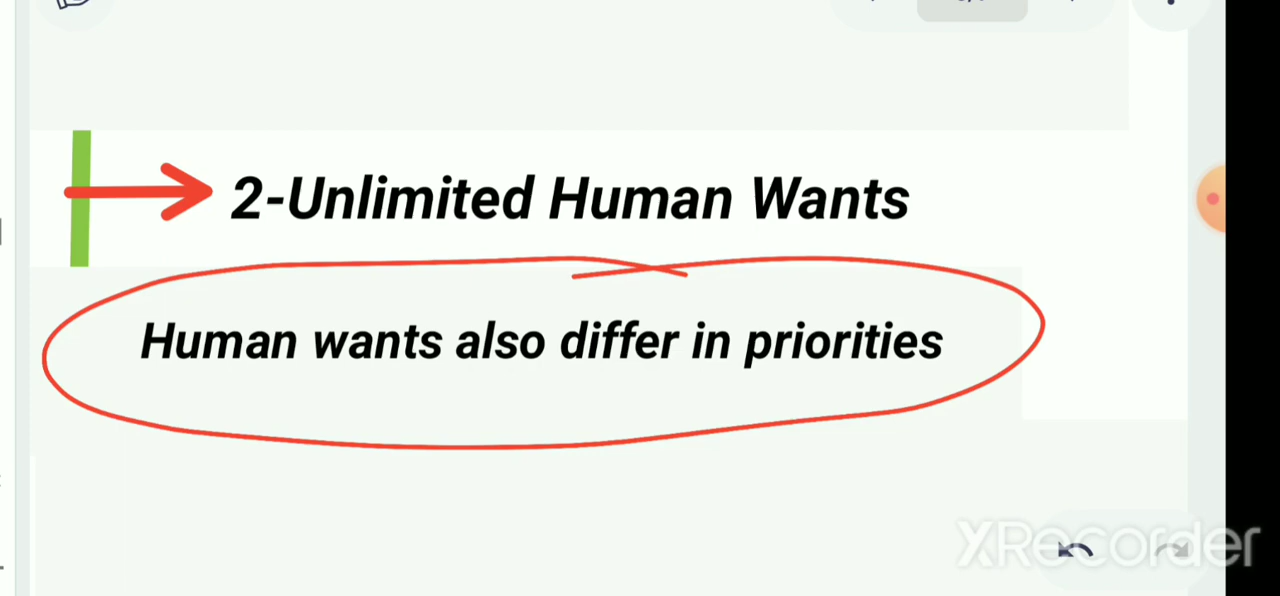 2-Unlimited Human Wants
Human wants also differ in priorities
XRecorder